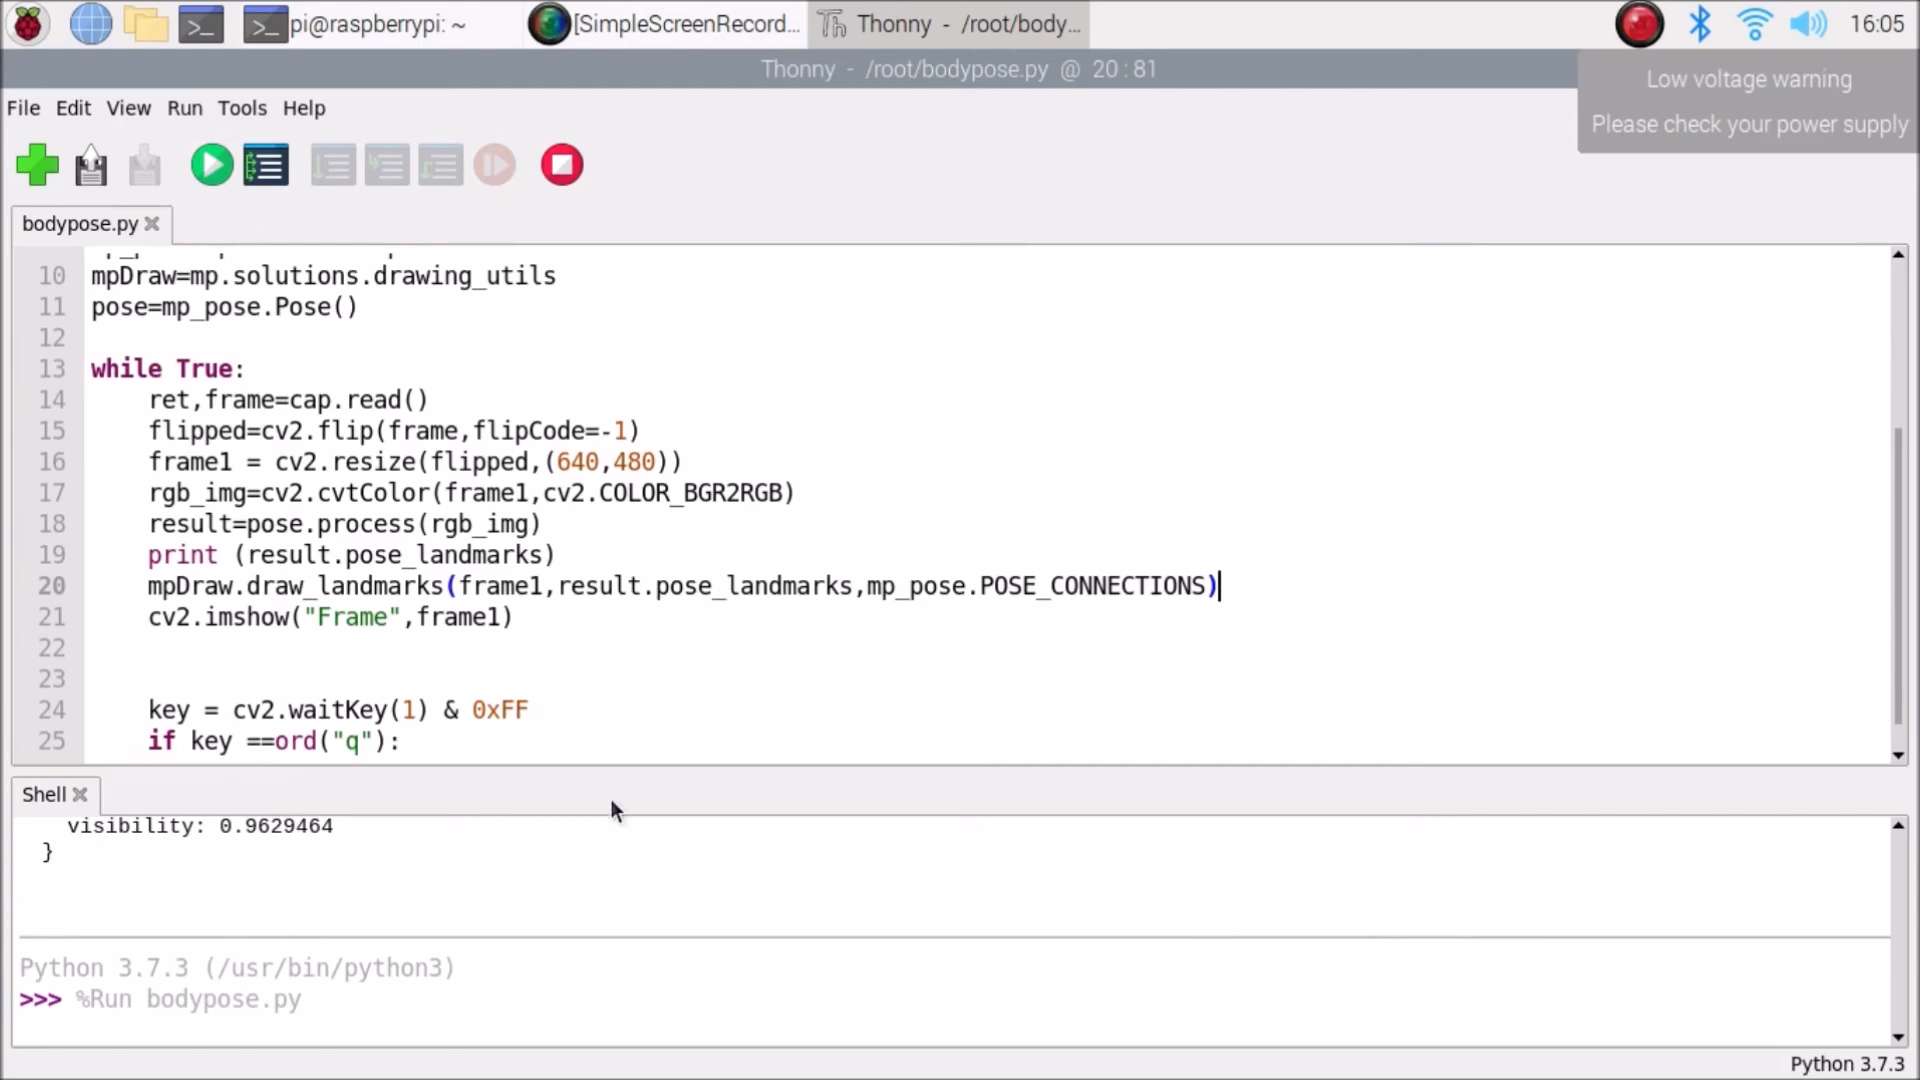 pi@raspberrypi: ~
[SimpleScreenRecord...
Thonny - /root/body...
16:05
Thonny - /root/bodypose.py @ 20:81
Low voltage warning
Please check your power supply
File Edit View Run Tools Help
bodypose.py
10 mpDraw=mp.solutions.drawing_utils
11 pose=mp_pose.Pose()
12
13 while True:
14     ret,frame=cap.read()
15     flipped=cv2.flip(frame,flipCode=-1)
16     frame1 = cv2.resize(flipped,(640,480))
17     rgb_img=cv2.cvtColor(frame1,cv2.COLOR_BGR2RGB)
18     result=pose.process(rgb_img)
19     print (result.pose_landmarks)
20     mpDraw.draw_landmarks(frame1,result.pose_landmarks,mp_pose.POSE_CONNECTIONS)
21     cv2.imshow("Frame",frame1)
22
23
24     key = cv2.waitKey(1) & 0xFF
25     if key ==ord("q"):
Shell
visibility: 0.9629464
}
Python 3.7.3 (/usr/bin/python3)
>>> %Run bodypose.py
Python 3.7.3